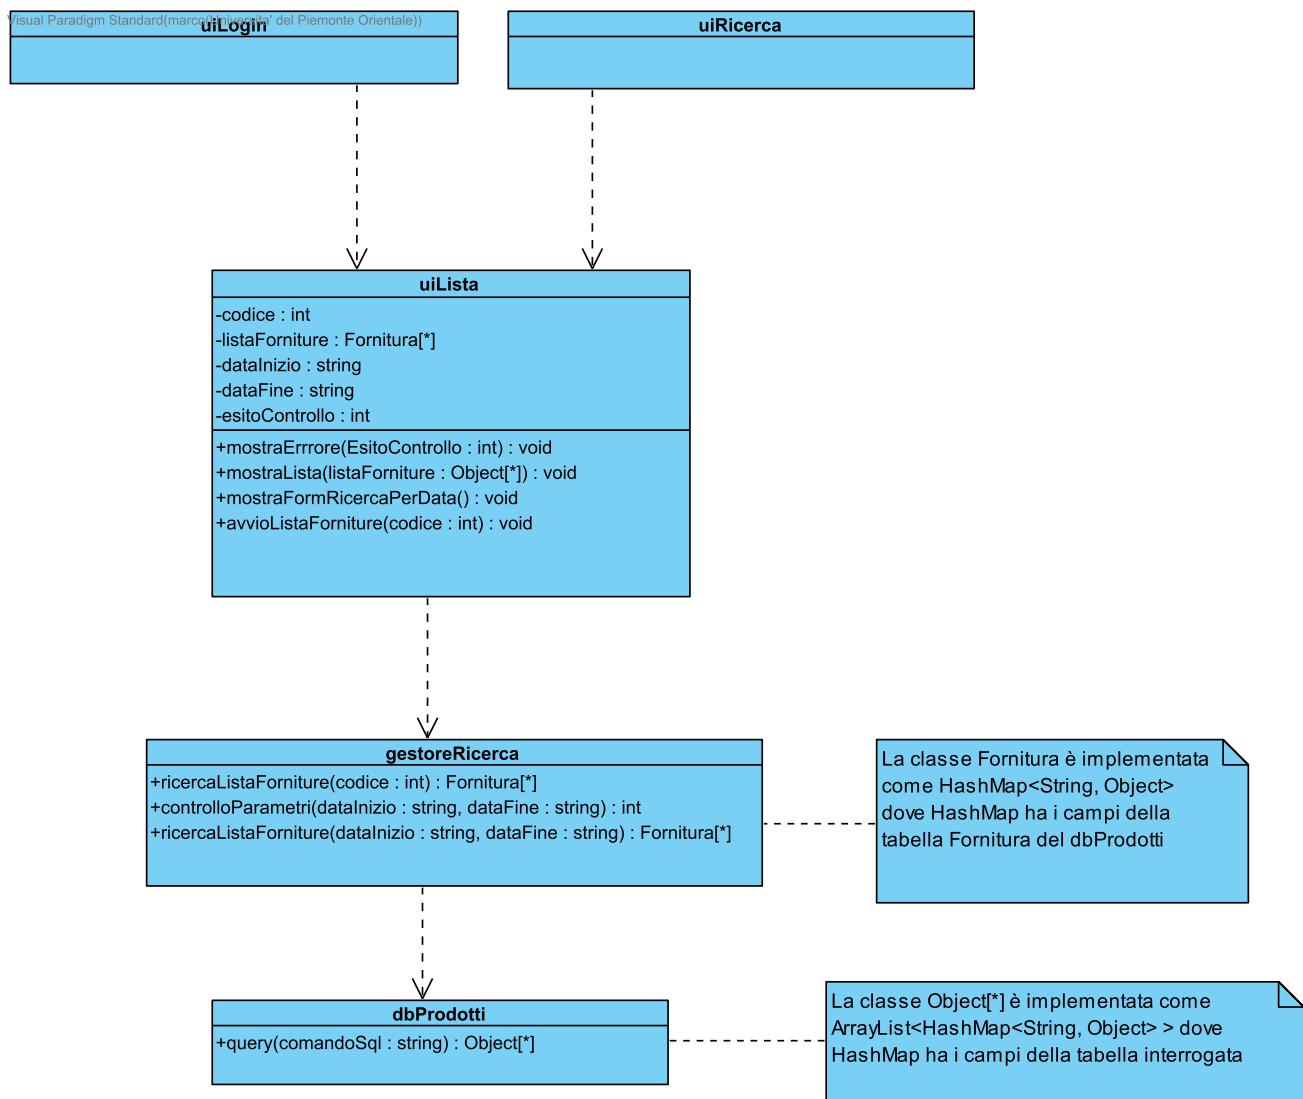 Visual Paradigm Standard(marco(Universita' del Piemonte Orientale))
uiLogin
uiRicerca
uiLista
-codice : int
-listaForniture : Fornitura[*]
-dataInizio : string
-dataFine : string
-esitoControllo : int
+mostraErrrore(EsitoControllo : int) : void
+mostraLista(listaForniture : Object[*]) : void
+mostraFormRicercaPerData() : void
+avvioListaForniture(codice : int) : void
gestoreRicerca
+ricercaListaForniture(codice : int) : Fornitura[*]
+controlloParametri(dataInizio : string, dataFine : string) : int
+ricercaListaForniture(dataInizio : string, dataFine : string) : Fornitura[*]
La classe Fornitura è implementata
come HashMap<String, Object>
dove HashMap ha i campi della
tabella Fornitura del dbProdotti
dbProdotti
+query(comandoSql : string) : Object[*]
La classe Object[*] è implementata come
ArrayList<HashMap<String, Object> > dove
HashMap ha i campi della tabella interrogata